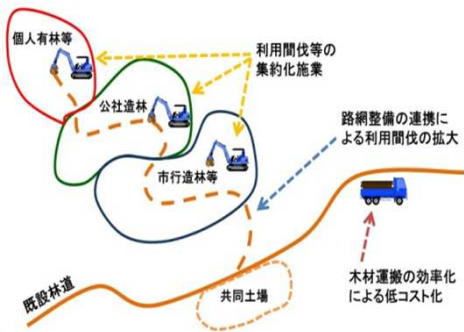 個人有林等
利用間伐等の
集約化施業
公社造林
路網整備の連携に
よる利用間伐の拡大
市行造林等
木材運搬の効率化
による低コスト化
既設林道
共同土場